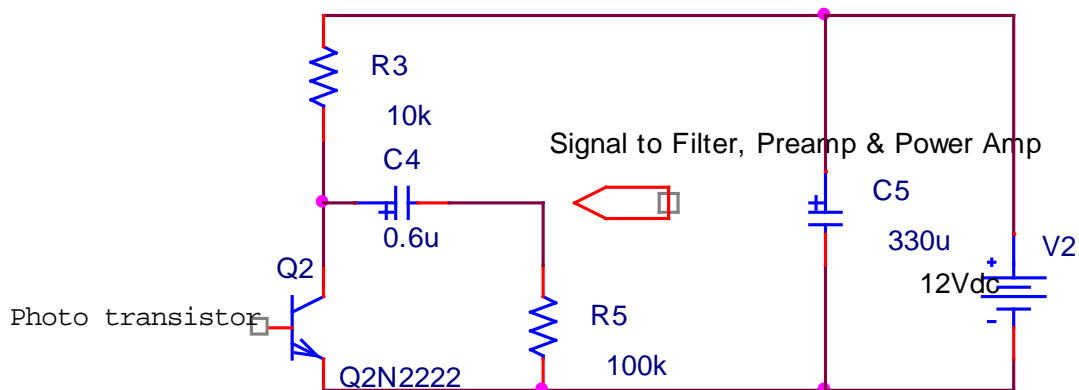 R3
10k
Signal to Filter, Preamp & Power Amp
C4
C5
0.6u
330u
V2
Q2
12Vdc
Photo transistor
R5
100k
Q2N2222